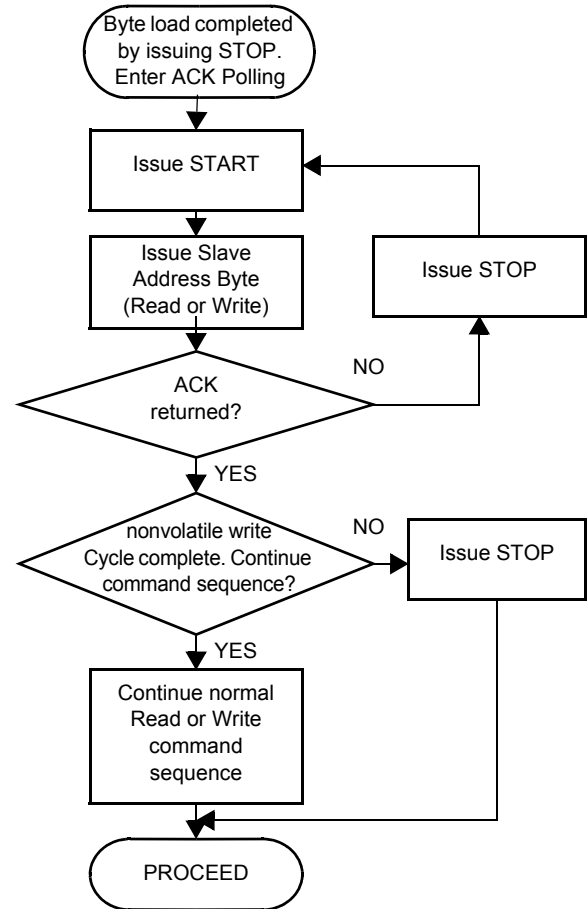 Byte load completed
by issuing STOP.
Enter ACK Polling
Issue START
Issue Slave
Address Byte
(Read or Write)
Issue STOP
ACK
returned?
NO
YES
nonvolatile write
Cycle complete. Continue
command sequence?
NO
Issue STOP
YES
Continue normal
Read or Write
command
sequence
PROCEED